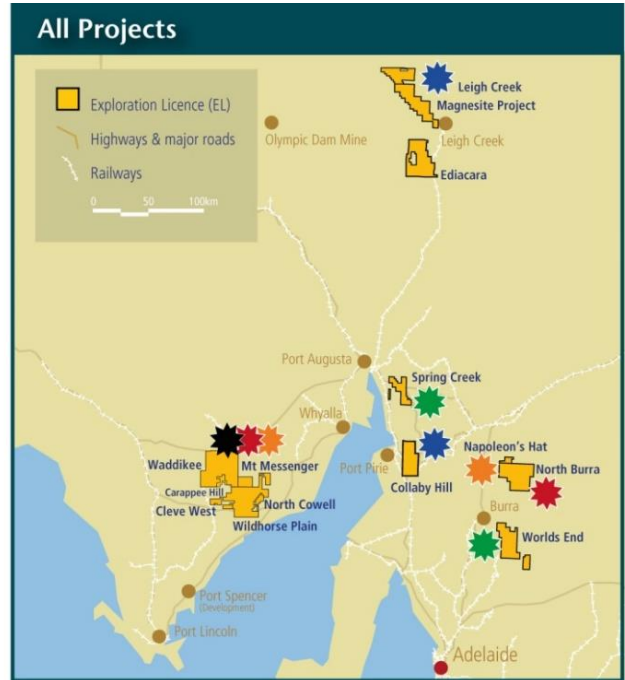 All Projects
Exploration Licence (EL)
Highways & major roads
Railways
0 50 100km
Olympic Dam Mine
Leigh Creek
Magnesite Project
Leigh Creek
Ediacara
Port Augusta
Spring Creek
Whyalla
Waddikee
Mt Messenger
Port Pirie
Napoleon's Hat
North Burra
Carappee Hill
Collaby Hill
Cleve West
North Cowell
Wildhorse Plain
Burra
Worlds End
Port Spencer
(Development)
Port Lincoln
Adelaide